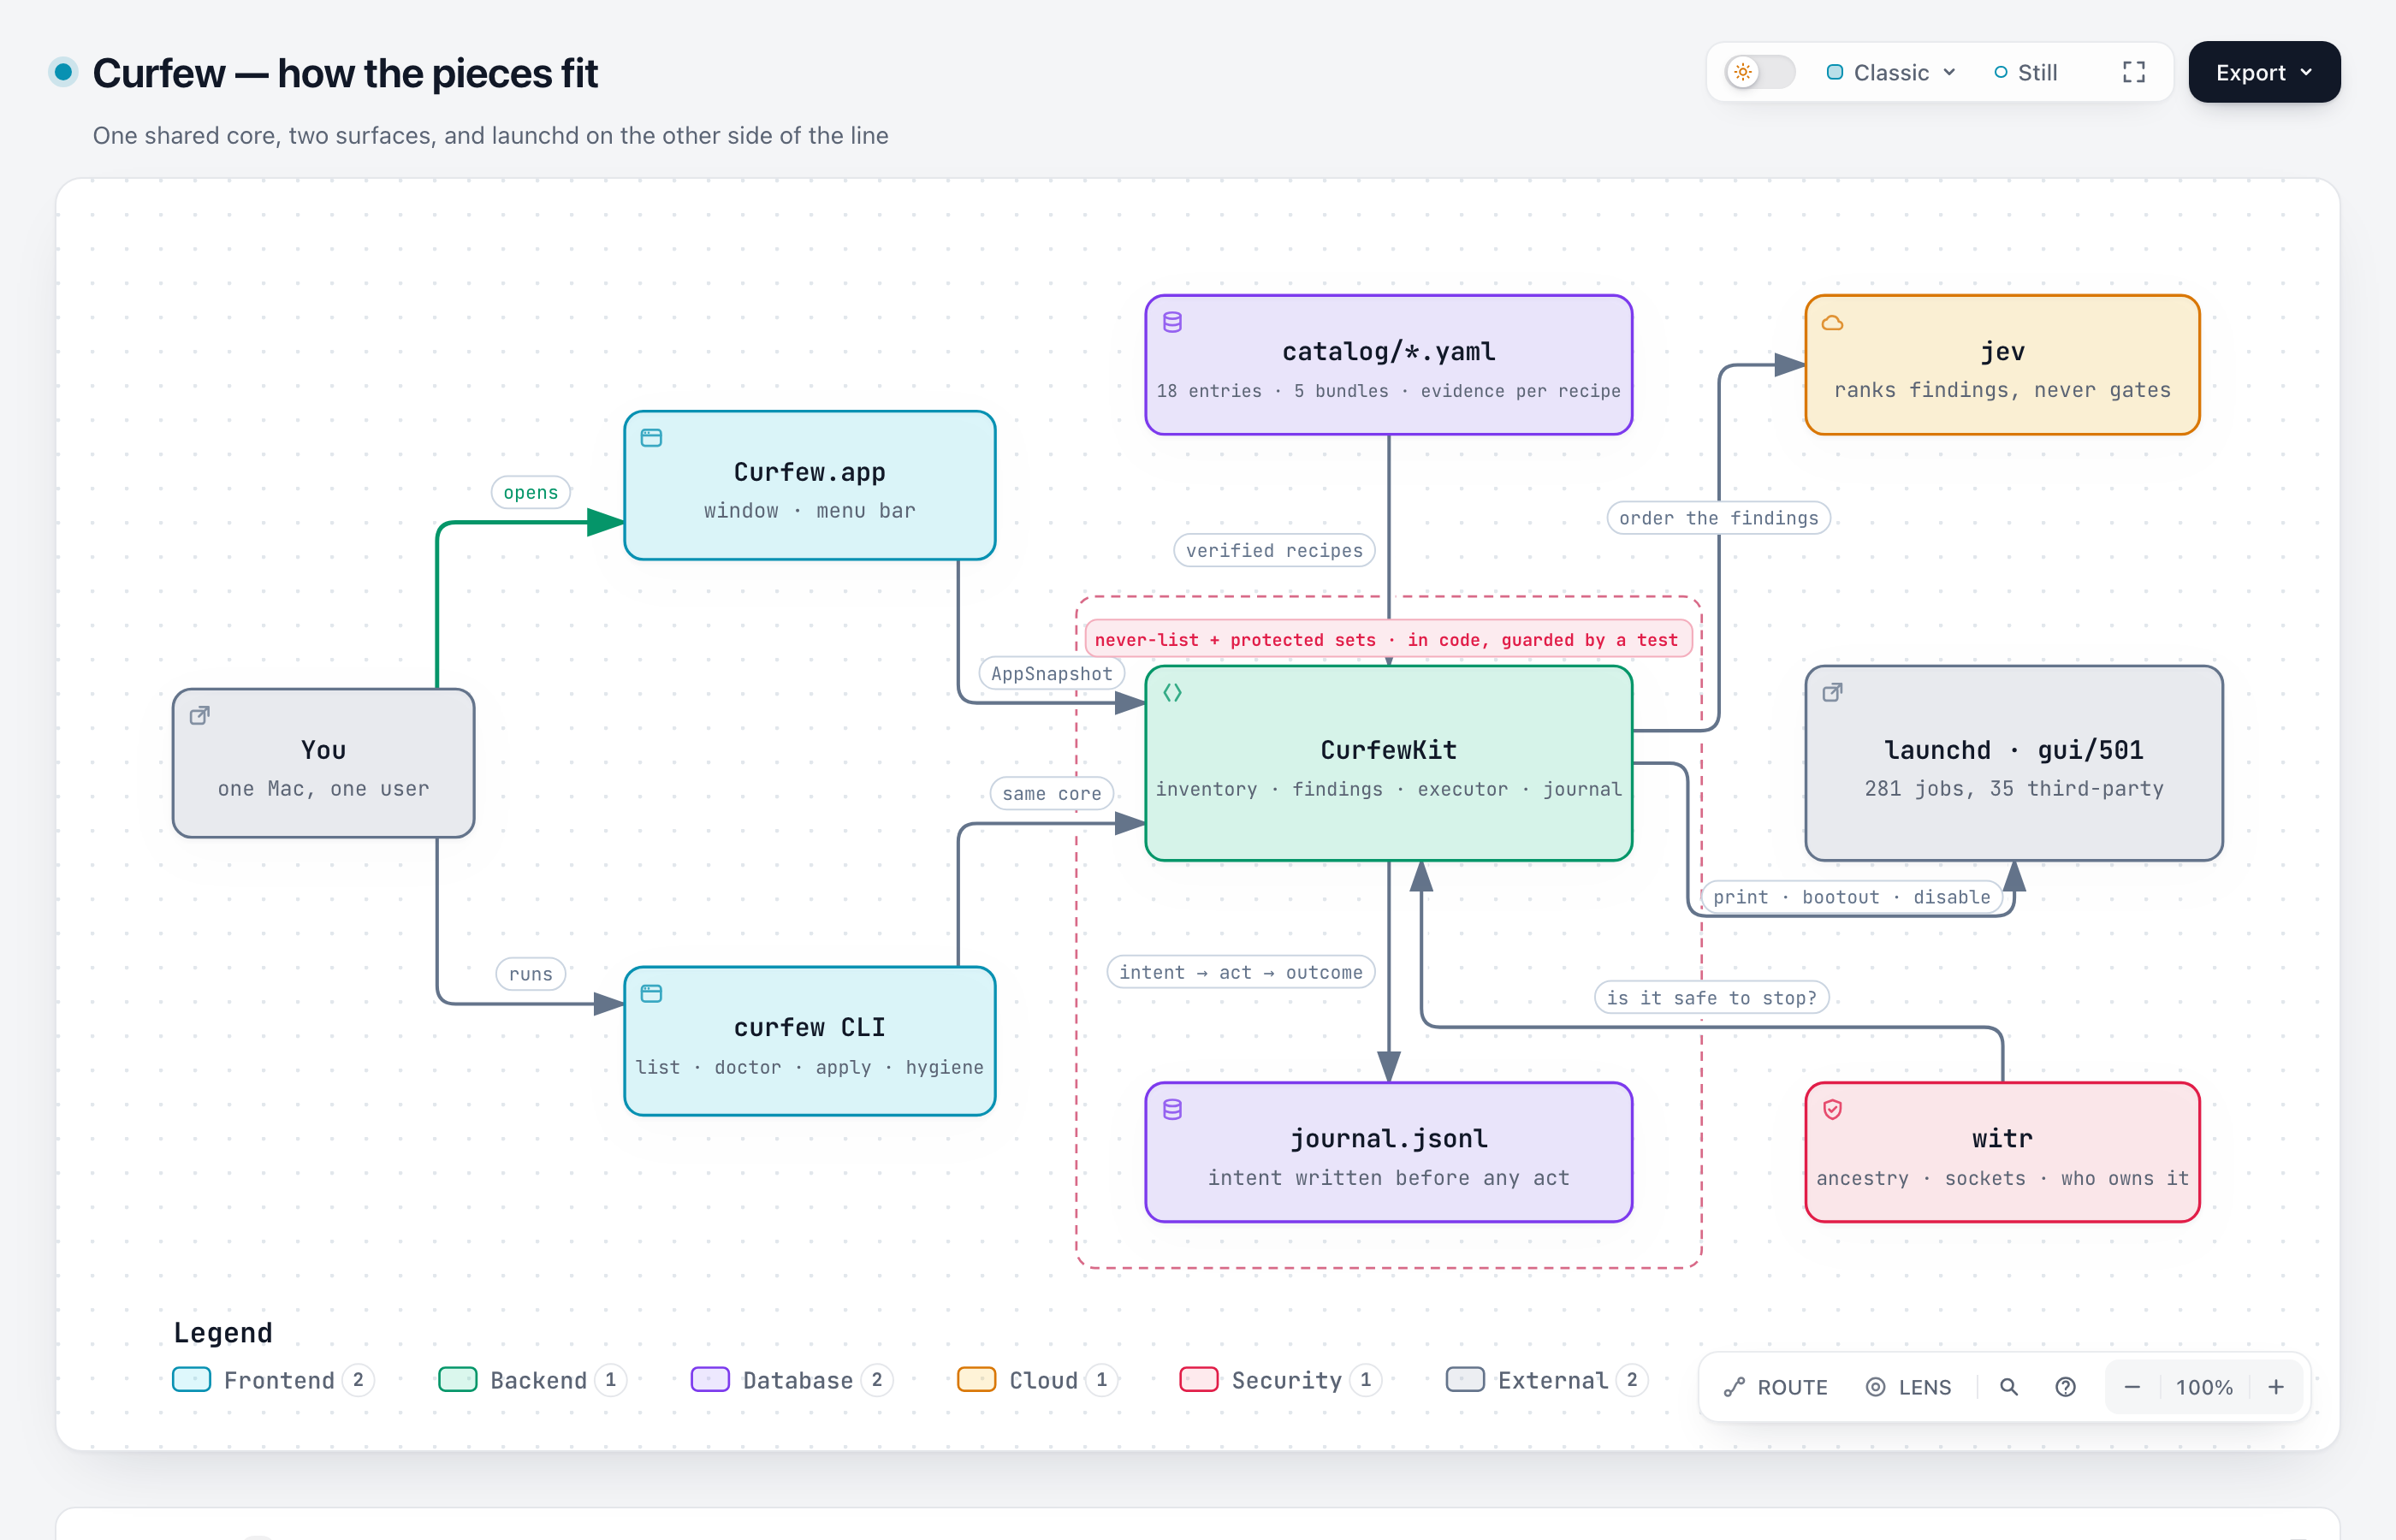 Curfew — how the pieces fit
Classic
Still
Export
One shared core, two surfaces, and launchd on the other side of the line
catalog/*.yaml
18 entries · 5 bundles · evidence per recipe
jev
ranks findings, never gates
Curfew.app
window · menu bar
opens
order the findings
verified recipes
never-list + protected sets · in code, guarded by a test
AppSnapshot
You
one Mac, one user
CurfewKit
inventory · findings · executor · journal
launchd · gui/501
281 jobs, 35 third-party
same core
print · bootout · disable
runs
intent → act → outcome
is it safe to stop?
curfew CLI
list · doctor · apply · hygiene
journal.jsonl
intent written before any act
witr
ancestry · sockets · who owns it
Legend
Frontend 2
Backend 1
Database 2
Cloud 1
Security 1
External 2
ROUTE
LENS
100%